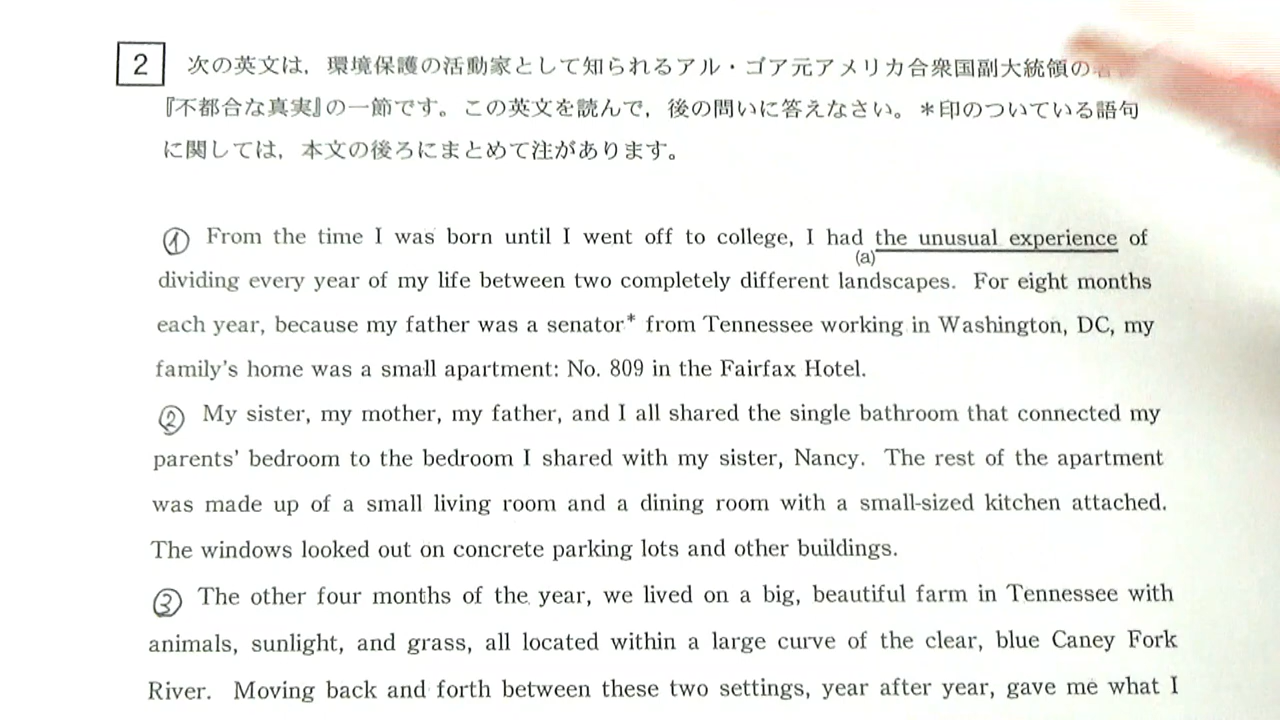 2 次の英文は，環境保護の活動家として知られるアル・ゴア元アメリカ合衆国副大統領の
『不都合な真実』の一節です。この英文を読んで，後の問いに答えなさい。＊印のついている語句
に関しては，本文の後ろにまとめて注があります。
① From the time I was born until I went off to college, I had the unusual experience of
(a)
dividing every year of my life between two completely different landscapes. For eight months
each year, because my father was a senator* from Tennessee working in Washington, DC, my
family's home was a small apartment: No. 809 in the Fairfax Hotel.
② My sister, my mother, my father, and I all shared the single bathroom that connected my
parents' bedroom to the bedroom I shared with my sister, Nancy. The rest of the apartment
was made up of a small living room and a dining room with a small-sized kitchen attached.
The windows looked out on concrete parking lots and other buildings.
③ The other four months of the year, we lived on a big, beautiful farm in Tennessee with
animals, sunlight, and grass, all located within a large curve of the clear, blue Caney Fork
River. Moving back and forth between these two settings, year after year, gave me what I